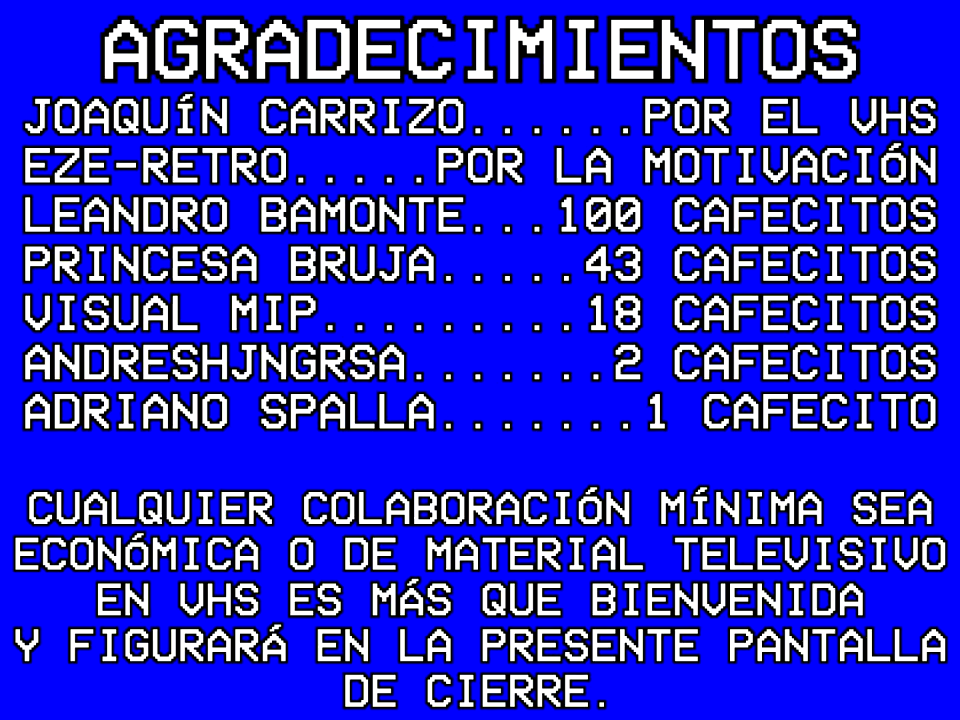 AGRADECIMIENTOS
JOAQUÍN CARRIZO......POR EL VHS
EZE-RETRO.....POR LA MOTIVACIÓN
LEANDRO BAMONTE...100 CAFECITOS
PRINCESA BRUJA.....43 CAFECITOS
VISUAL MIP.........18 CAFECITOS
ANDRESHJNGRSA.......2 CAFECITOS
ADRIANO SPALLA.......1 CAFECITO
CUALQUIER COLABORACIÓN MÍNIMA SEA
ECONÓMICA O DE MATERIAL TELEVISIVO
EN VHS ES MÁS QUE BIENVENIDA
Y FIGURARÁ EN LA PRESENTE PANTALLA
DE CIERRE.